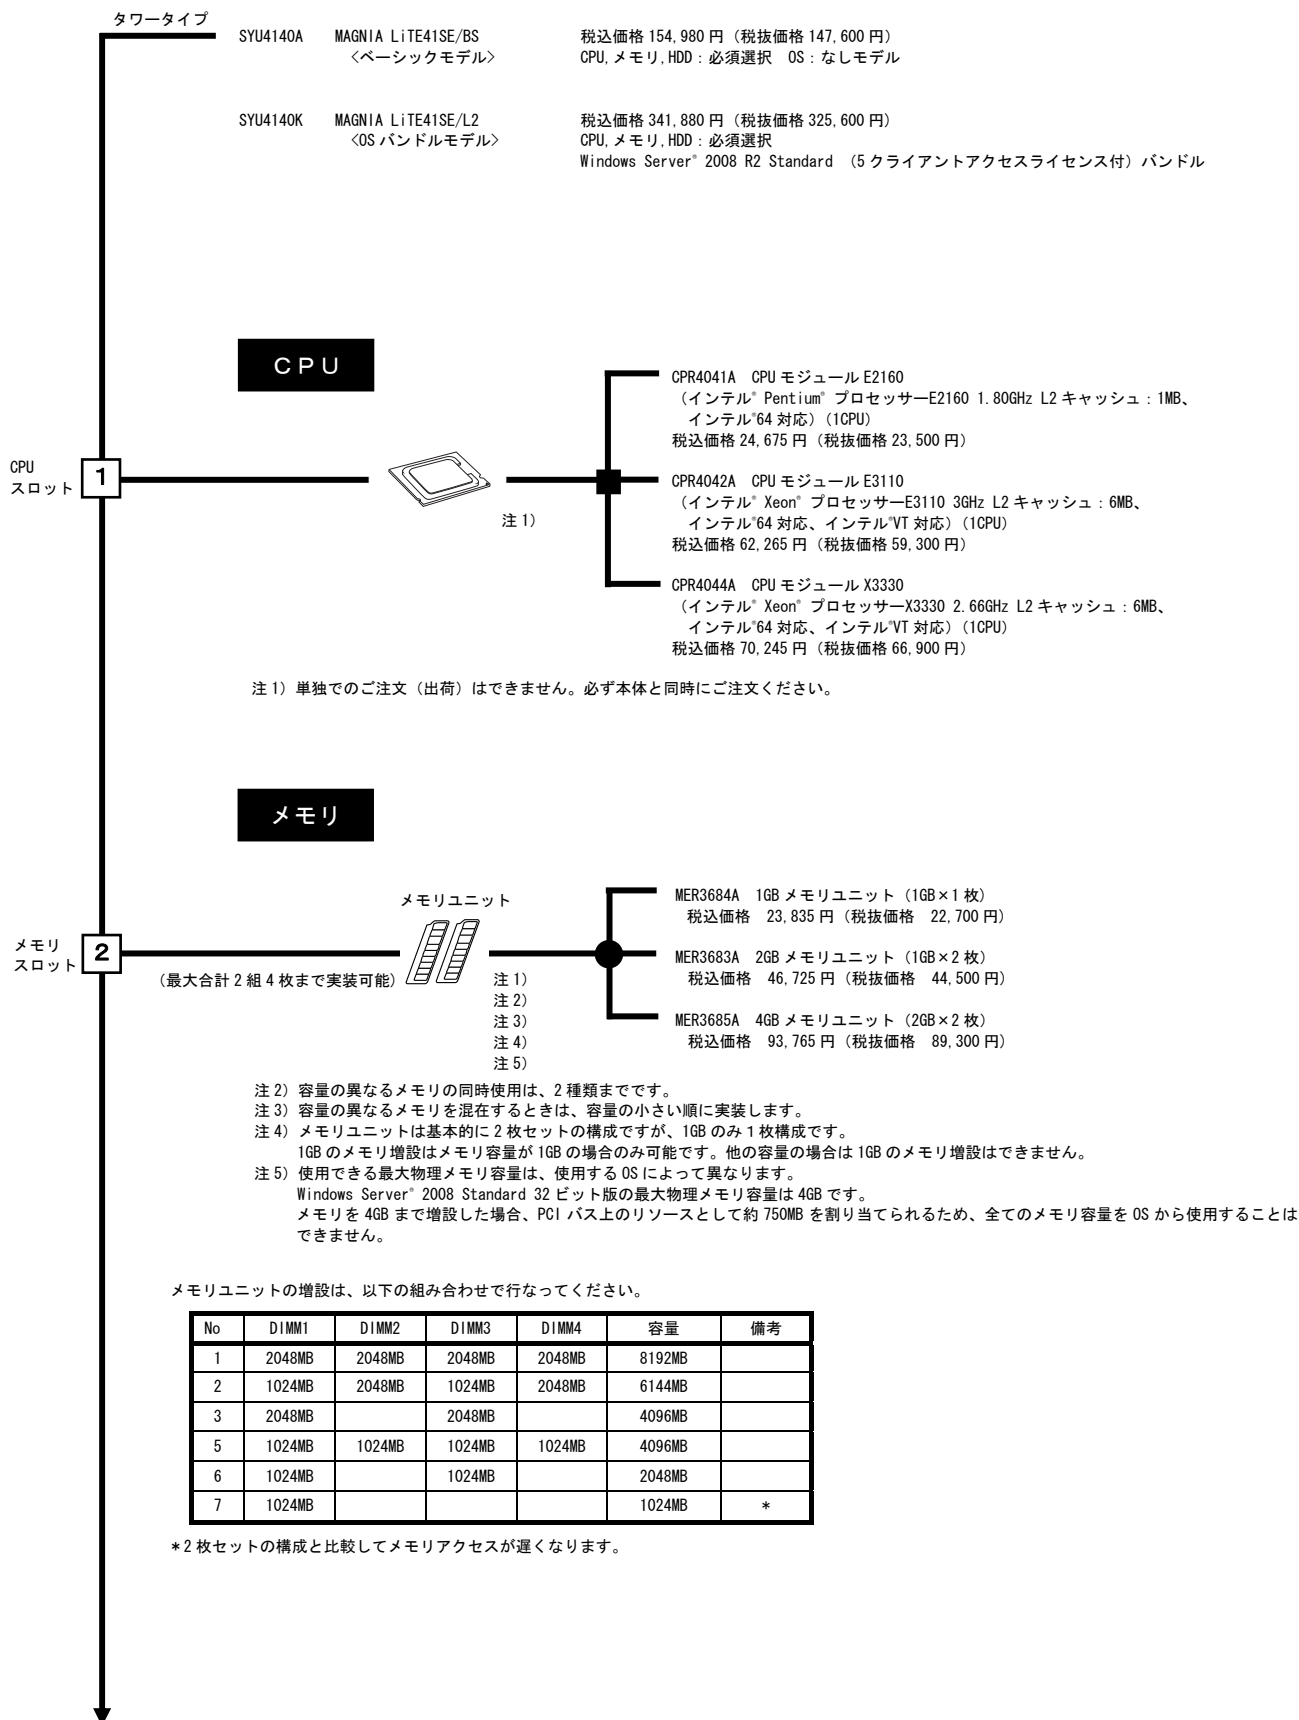 タワータイプ
SYU4140A MAGNIA LiTE41SE/BS 税込価格 154,980 円（税抜価格 147,600 円）
〈ベーシックモデル〉 CPU,メモリ,HDD：必須選択 OS：なしモデル
SYU4140K MAGNIA LiTE41SE/L2 税込価格 341,880 円（税抜価格 325,600 円）
〈OS バンドルモデル〉 CPU,メモリ,HDD：必須選択
Windows Server® 2008 R2 Standard （5 クライアントアクセスライセンス付）バンドル
ＣＰＵ
CPR4041A CPU モジュール E2160
（インテル® Pentium® プロセッサーE2160 1.80GHz L2 キャッシュ：1MB、
インテル®64 対応）(1CPU)
税込価格 24,675 円（税抜価格 23,500 円）
CPU
スロット
1
注 1）
CPR4042A CPU モジュール E3110
（インテル® Xeon® プロセッサーE3110 3GHz L2 キャッシュ：6MB、
インテル®64 対応、インテル®VT 対応）(1CPU)
税込価格 62,265 円（税抜価格 59,300 円）
CPR4044A CPU モジュール X3330
（インテル® Xeon® プロセッサーX3330 2.66GHz L2 キャッシュ：6MB、
インテル®64 対応、インテル®VT 対応）(1CPU)
税込価格 70,245 円（税抜価格 66,900 円）
注 1）単独でのご注文（出荷）はできません。必ず本体と同時にご注文ください。
メモリ
メモリユニット
MER3684A 1GB メモリユニット（1GB×1 枚）
税込価格 23,835 円（税抜価格 22,700 円）
メモリ
スロット
2
（最大合計 2 組 4 枚まで実装可能）
注 1）
注 2）
注 3）
注 4）
注 5）
MER3683A 2GB メモリユニット（1GB×2 枚）
税込価格 46,725 円（税抜価格 44,500 円）
MER3685A 4GB メモリユニット（2GB×2 枚）
税込価格 93,765 円（税抜価格 89,300 円）
注 2）容量の異なるメモリの同時使用は、2 種類までです。
注 3）容量の異なるメモリを混在するときは、容量の小さい順に実装します。
注 4）メモリユニットは基本的に 2 枚セットの構成ですが、1GB のみ 1 枚構成です。
1GB のメモリ増設はメモリ容量が 1GB の場合のみ可能です。他の容量の場合は 1GB のメモリ増設はできません。
注 5）使用できる最大物理メモリ容量は、使用する OS によって異なります。
Windows Server® 2008 Standard 32 ビット版の最大物理メモリ容量は 4GB です。
メモリを 4GB まで増設した場合、PCI バス上のリソースとして約 750MB を割り当てられるため、全てのメモリ容量を OS から使用することは
できません。
メモリユニットの増設は、以下の組み合わせで行なってください。
No DIMM1 DIMM2 DIMM3 DIMM4 容量 備考
1 2048MB 2048MB 2048MB 2048MB 8192MB
2 1024MB 2048MB 1024MB 2048MB 6144MB
3 2048MB 2048MB 4096MB
5 1024MB 1024MB 1024MB 1024MB 4096MB
6 1024MB 1024MB 2048MB
7 1024MB 1024MB *
*2 枚セットの構成と比較してメモリアクセスが遅くなります。